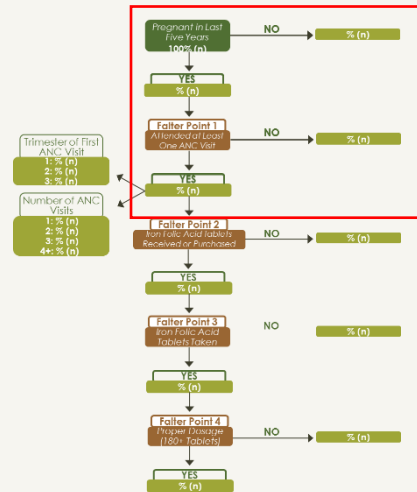 Pregnant in Last
Five Years
100% (n)
NO
% (n)
YES
% (n)
Falter Point 1
Attended at Least
One ANC Visit
NO
% (n)
Trimester of First
ANC Visit
1: % (n)
2: % (n)
3: % (n)
YES
% (n)
Number of ANC
Visits
1: % (n)
2: % (n)
3: % (n)
4+: % (n)
Falter Point 2
Iron Folic Acid Tablets
Received or Purchased
NO
% (n)
YES
% (n)
Falter Point 3
Iron Folic Acid
Tablets Taken
NO
% (n)
YES
% (n)
Falter Point 4
Proper Dosage
(180+ Tablets)
NO
% (n)
YES
% (n)